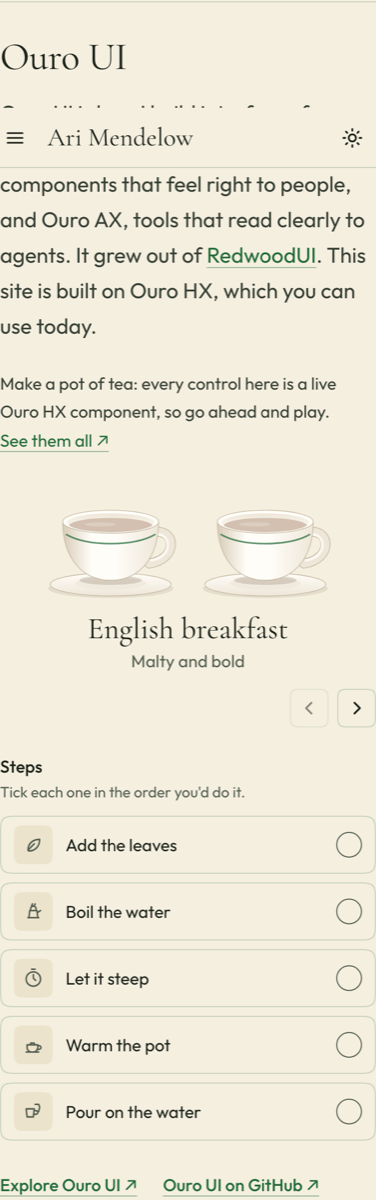 Ouro UI
Ari Mendelow
components that feel right to people,
and Ouro AX, tools that read clearly to
agents. It grew out of RedwoodUI. This
site is built on Ouro HX, which you can
use today.
Make a pot of tea: every control here is a live
Ouro HX component, so go ahead and play.
See them all ↗
English breakfast
Malty and bold
Steps
Tick each one in the order you'd do it.
Add the leaves
Boil the water
Let it steep
Warm the pot
Pour on the water
Explore Ouro UI ↗ Ouro UI on GitHub ↗